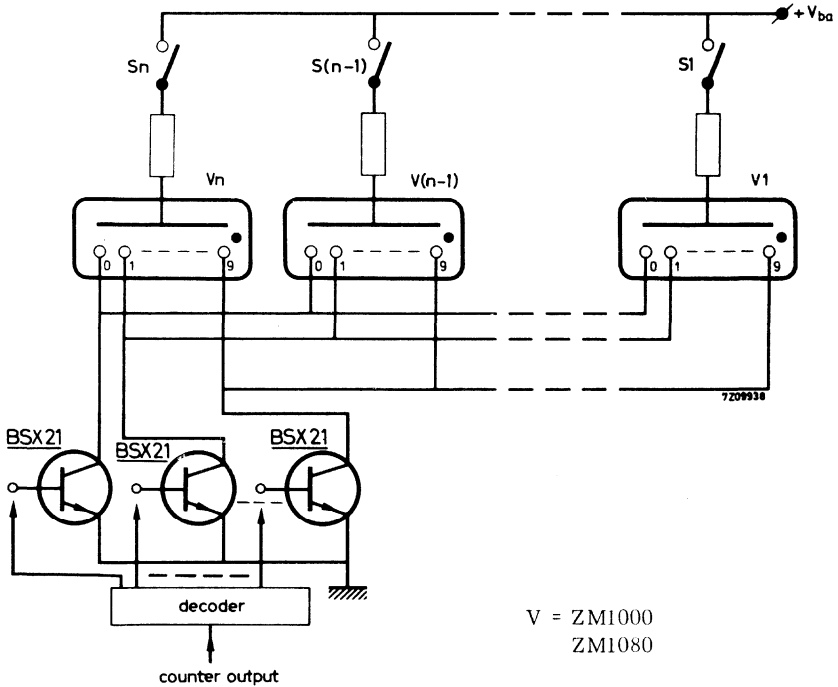 + Vba
Sn
S(n-1)
S1
Vn
V(n-1)
V1
0 1 9
0 1 9
0 1 9
7Z09938
BSX21
BSX21
BSX21
decoder
counter output
V = ZM1000
ZM1080